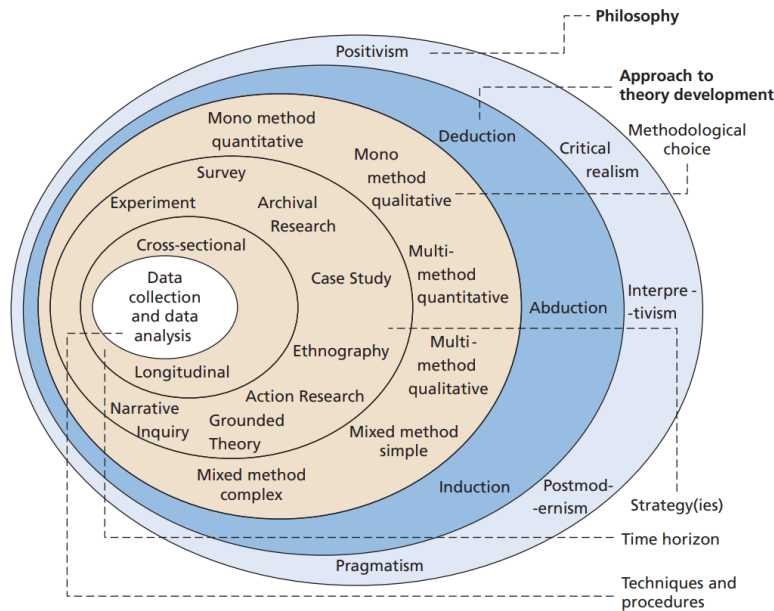 Philosophy
Positivism
Approach to
theory development
Mono method
quantitative
Deduction
Methodological
choice
Critical
realism
Mono
method
qualitative
Survey
Experiment
Archival
Research
Cross-sectional
Multi-
method
quantitative
Case Study
Data
collection
and data
analysis
Interpre -
-tivism
Abduction
Ethnography
Multi-
method
qualitative
Longitudinal
Action Research
Narrative
Inquiry
Grounded
Theory
Mixed method
simple
Mixed method
complex
Induction
Postmod-
-ernism
Strategy(ies)
Time horizon
Pragmatism
Techniques and
procedures